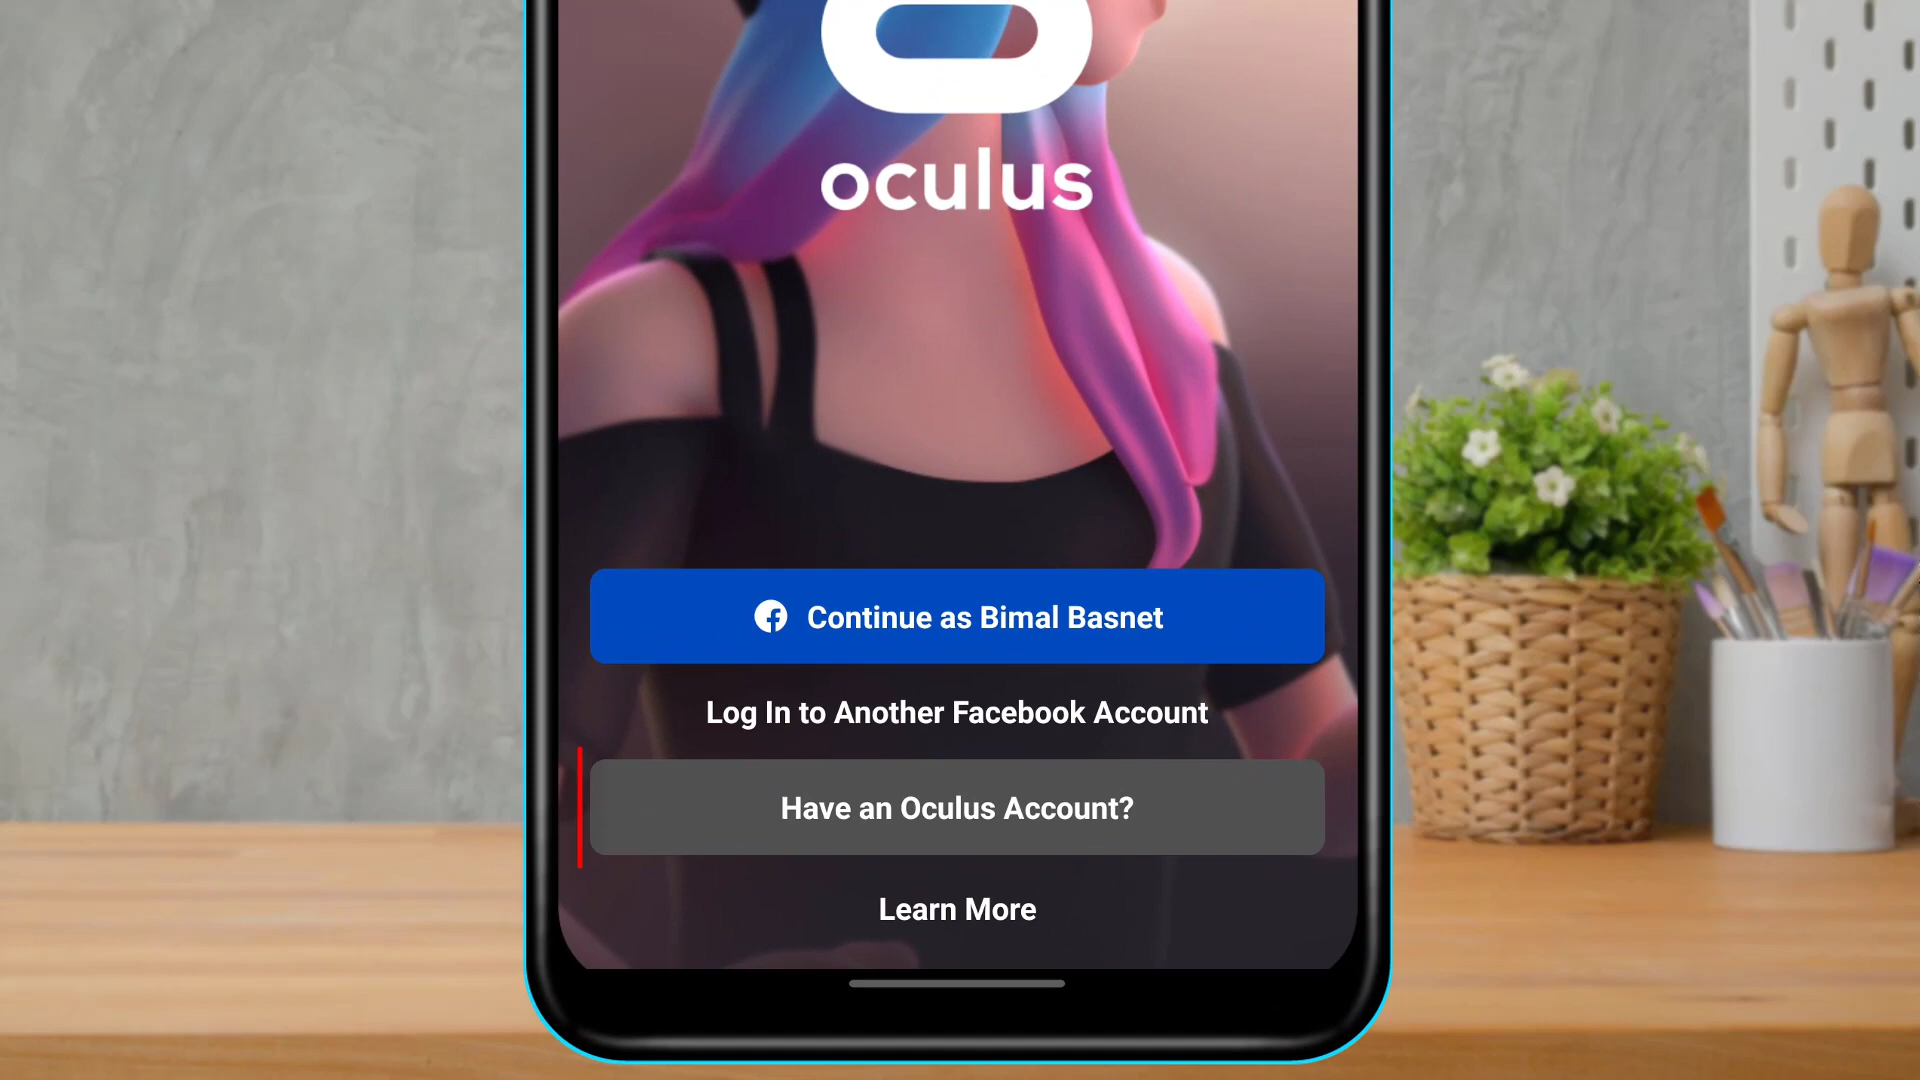 oculus
Continue as Bimal Basnet
Log In to Another Facebook Account
Have an Oculus Account?
Learn More